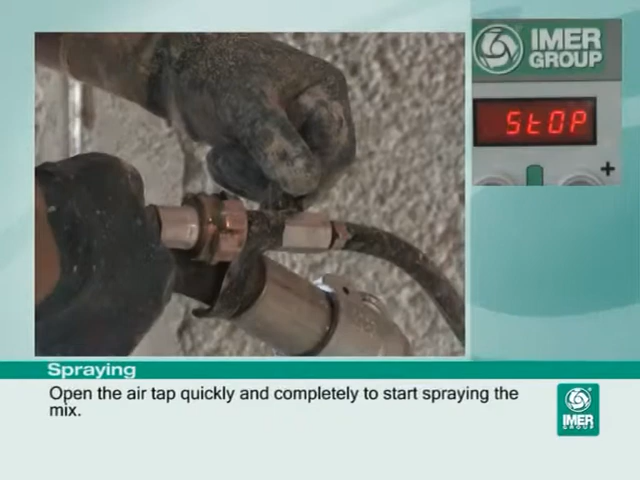 IMER
GROUP
StOP
+
Spraying
Open the air tap quickly and completely to start spraying the
mix.
IMER
GROUP